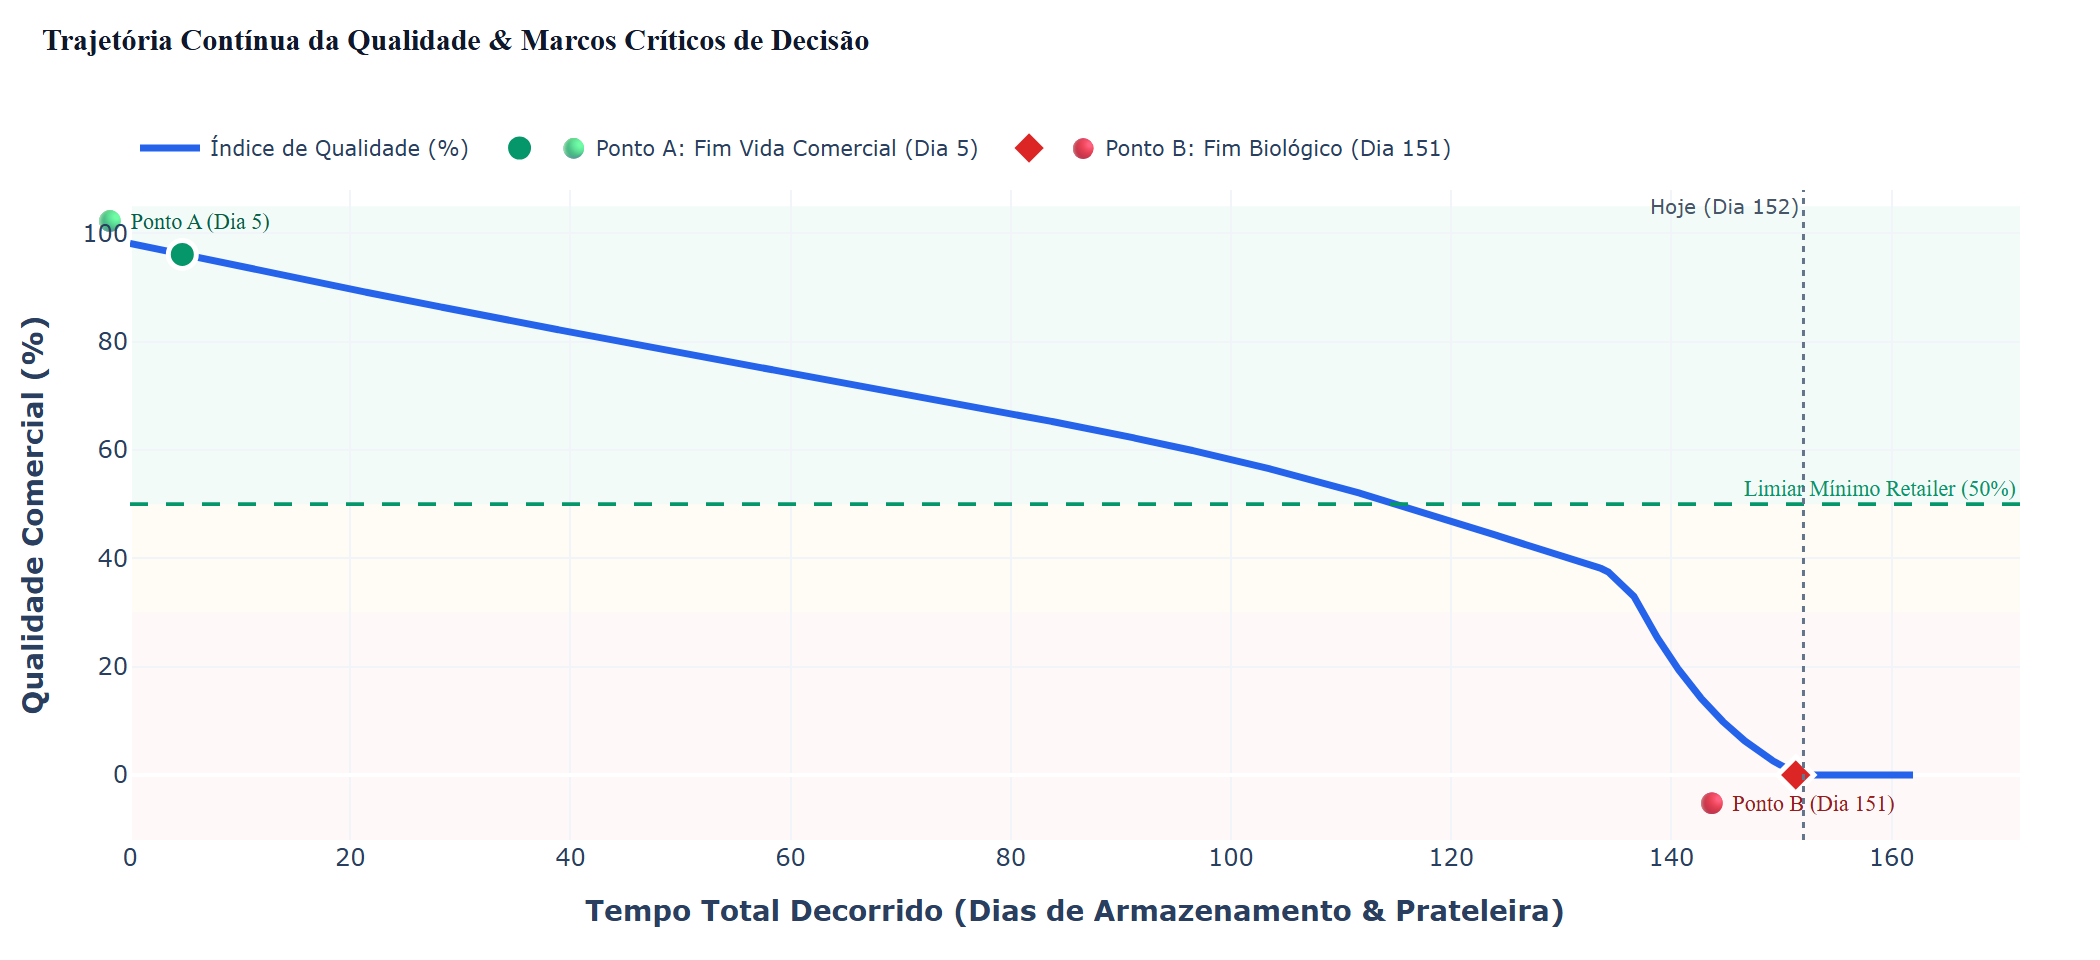 Trajetória Contínua da Qualidade & Marcos Críticos de Decisão
Índice de Qualidade (%)
Ponto A: Fim Vida Comercial (Dia 5)
Ponto B: Fim Biológico (Dia 151)
Hoje (Dia 152)
Ponto A (Dia 5)
100
80
60
Limiar Mínimo Retailer (50%)
40
20
0
Ponto B (Dia 151)
Qualidade Comercial (%)
0 20 40 60 80 100 120 140 160
Tempo Total Decorrido (Dias de Armazenamento & Prateleira)